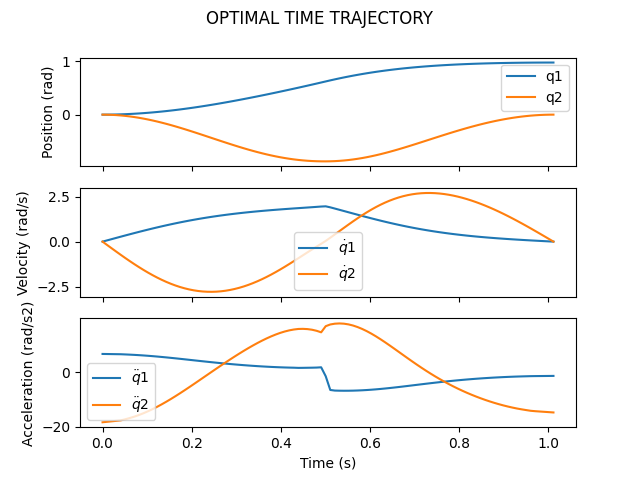 OPTIMAL TIME TRAJECTORY
Position (rad)
1
0
q1
q2
Velocity (rad/s)
2.5
0.0
−2.5
q̇1
q̇2
Acceleration (rad/s2)
0
−20
q̈1
q̈2
0.0 0.2 0.4 0.6 0.8 1.0
Time (s)